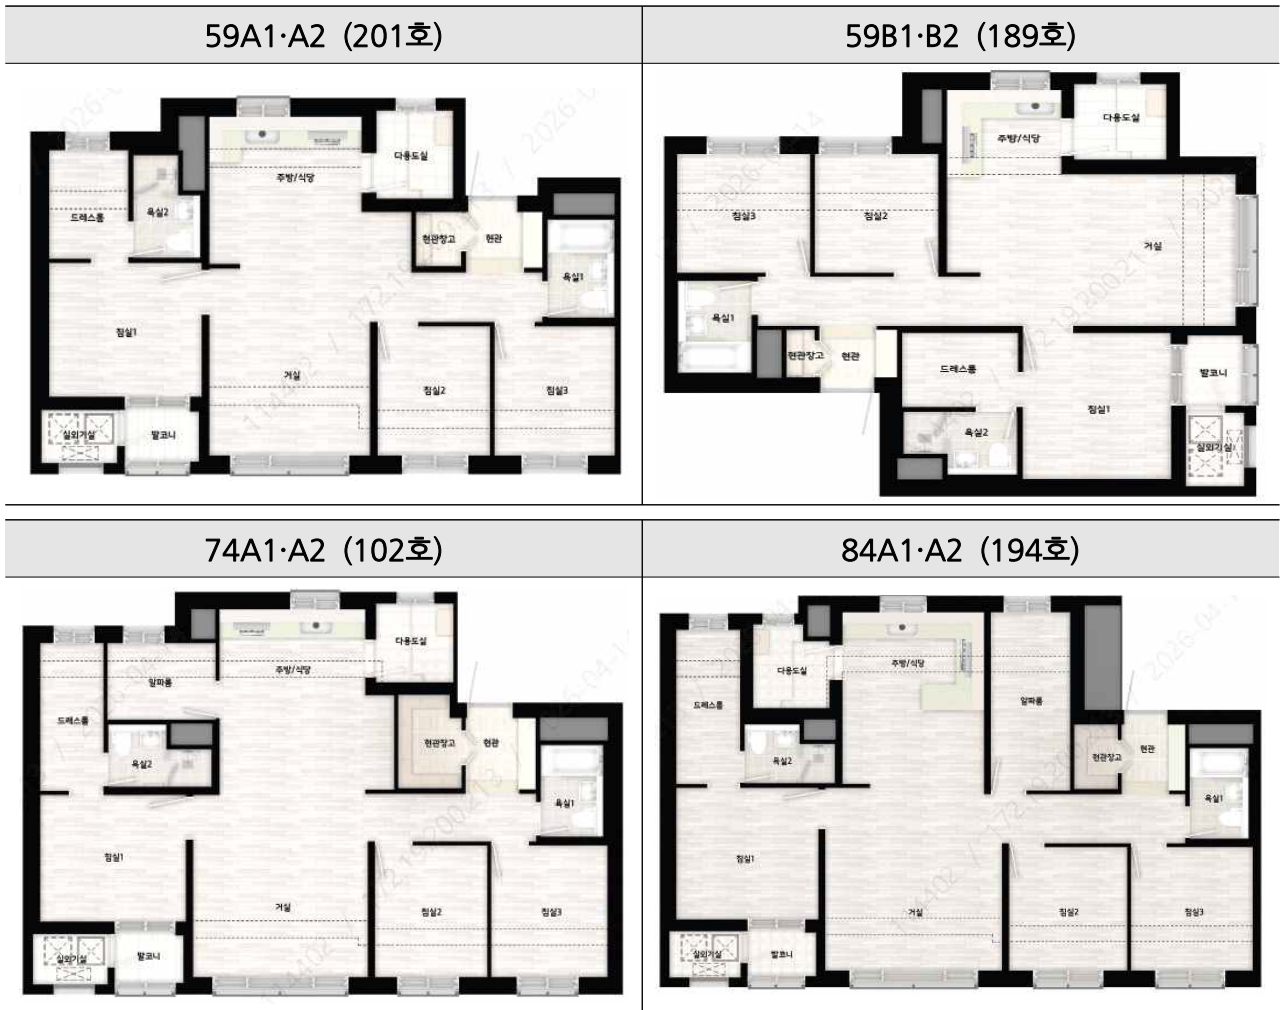 59A1·A2 (201호)
59B1·B2 (189호)
다용도실
주방/식당
드레스룸
욕실2
현관창고
현관
욕실1
침실1
거실
침실2
침실3
실외기실
발코니
다용도실
주방/식당
침실3
침실2
거실
욕실1
현관창고
현관
드레스룸
발코니
침실1
욕실2
실외기실
74A1·A2 (102호)
84A1·A2 (194호)
다용도실
주방/식당
알파룸
드레스룸
현관창고
현관
욕실2
욕실1
침실1
거실
침실2
침실3
실외기실
발코니
다용도실
주방/식당
드레스룸
알파룸
현관창고
현관
욕실2
욕실1
침실1
거실
침실2
침실3
실외기실
발코니